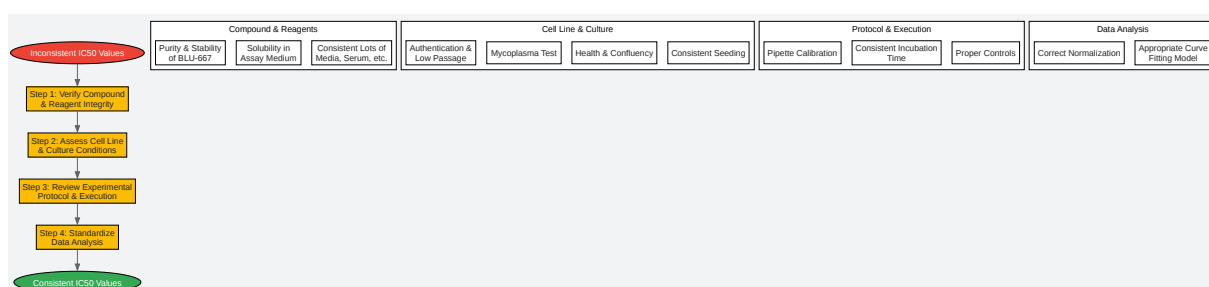 Inconsistent IC50 Values
Step 1: Verify Compound
& Reagent Integrity
Step 2: Assess Cell Line
& Culture Conditions
Step 3: Review Experimental
Protocol & Execution
Step 4: Standardize
Data Analysis
Consistent IC50 Values
Compound & Reagents
Purity & Stability
of BLU-667
Solubility in
Assay Medium
Consistent Lots of
Media, Serum, etc.
Cell Line & Culture
Authentication &
Low Passage
Mycoplasma Test
Health & Confluency
Consistent Seeding
Protocol & Execution
Pipette Calibration
Consistent Incubation
Time
Proper Controls
Data Analysis
Correct Normalization
Appropriate Curve
Fitting Model